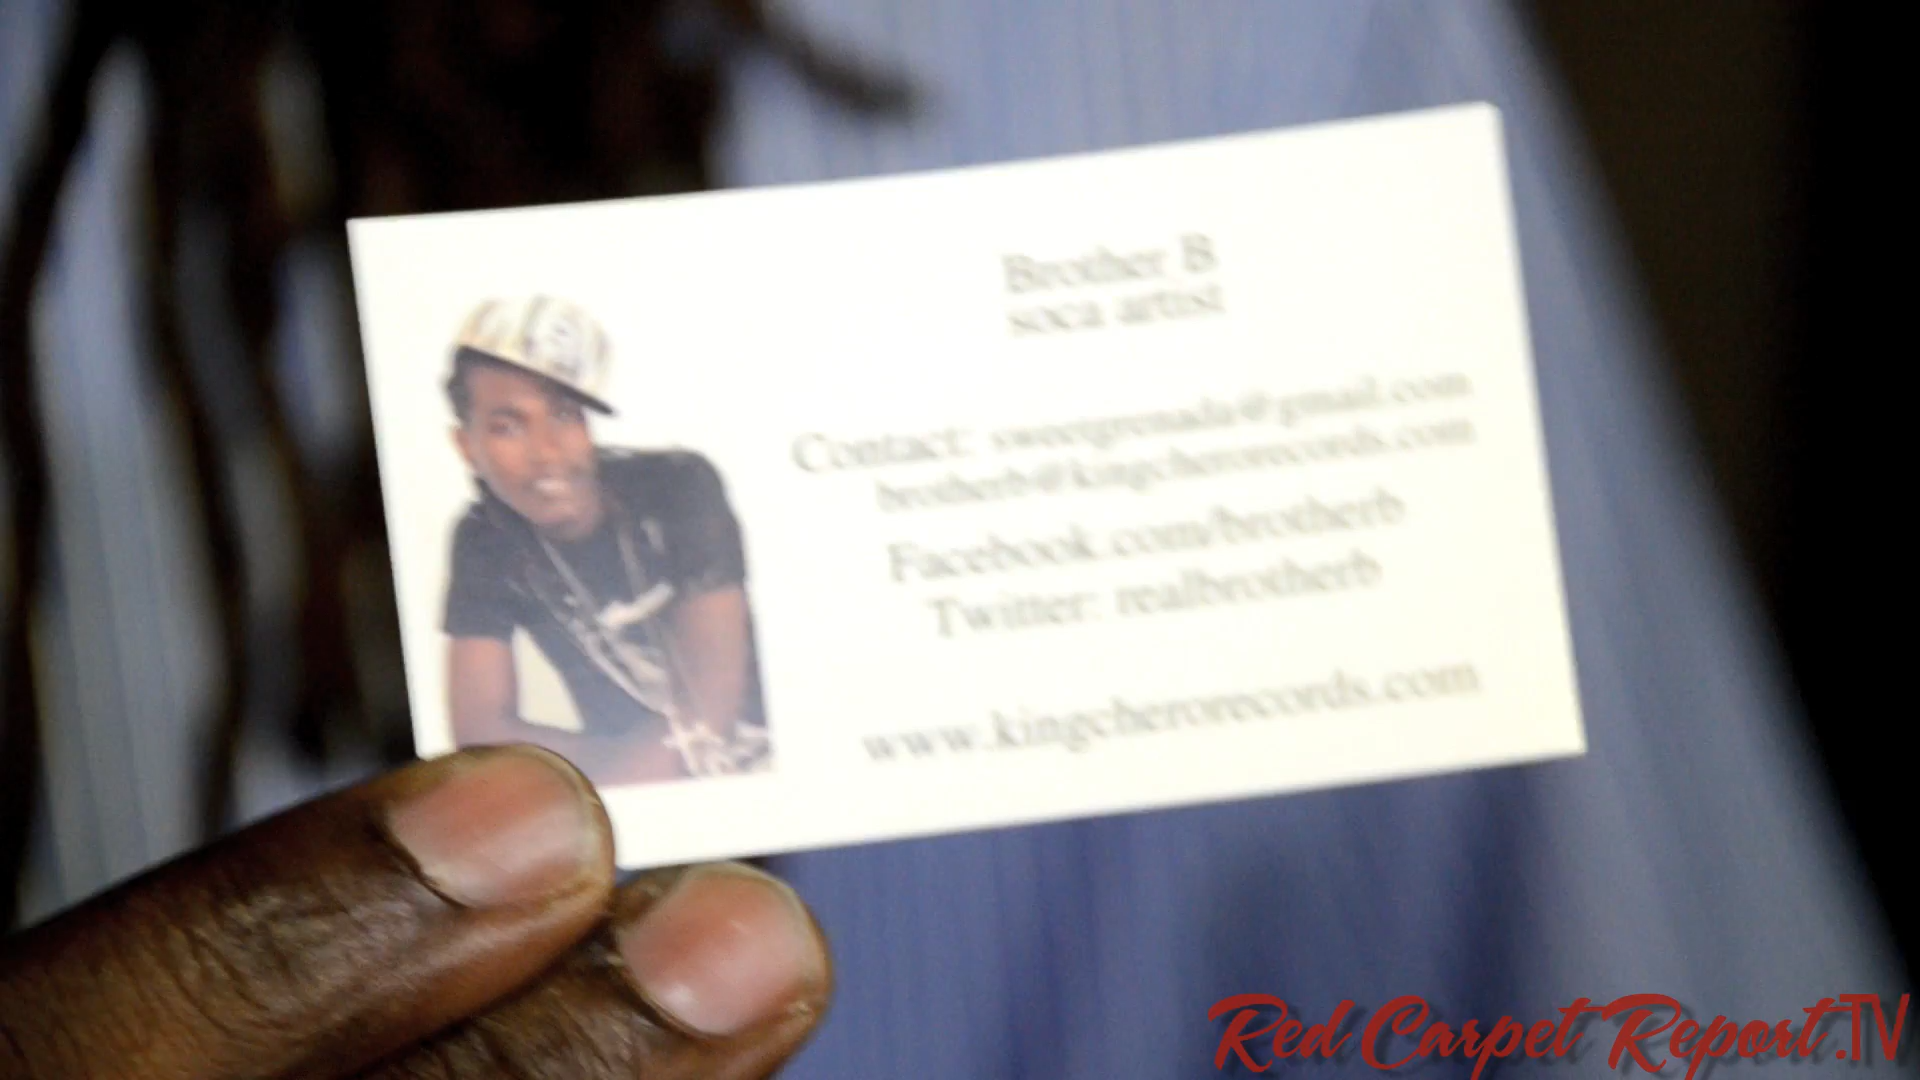 Brother B
soca artist
Contact: sweetgrenada@gmail.com
brotherb@kingcherorecords.com
Facebook.com/brotherb
Twitter: realbrotherb
www.kingcherorecords.com
Red Carpet Report.TV